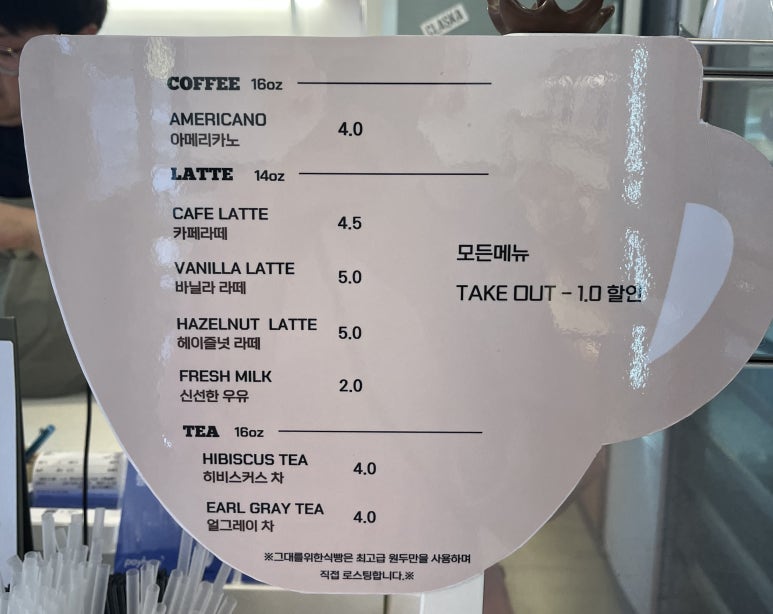 CLASKA
COFFEE 16oz
AMERICANO 4.0
아메리카노
LATTE 14oz
CAFE LATTE 4.5
카페라떼
VANILLA LATTE 5.0
바닐라 라떼
HAZELNUT LATTE 5.0
헤이즐넛 라떼
FRESH MILK 2.0
신선한 우유
모든메뉴
TAKE OUT - 1.0 할인
TEA 16oz
HIBISCUS TEA 4.0
히비스커스 차
EARL GRAY TEA 4.0
얼그레이 차
※그대를위한식빵은 최고급 원두만을 사용하며
직접 로스팅합니다.※